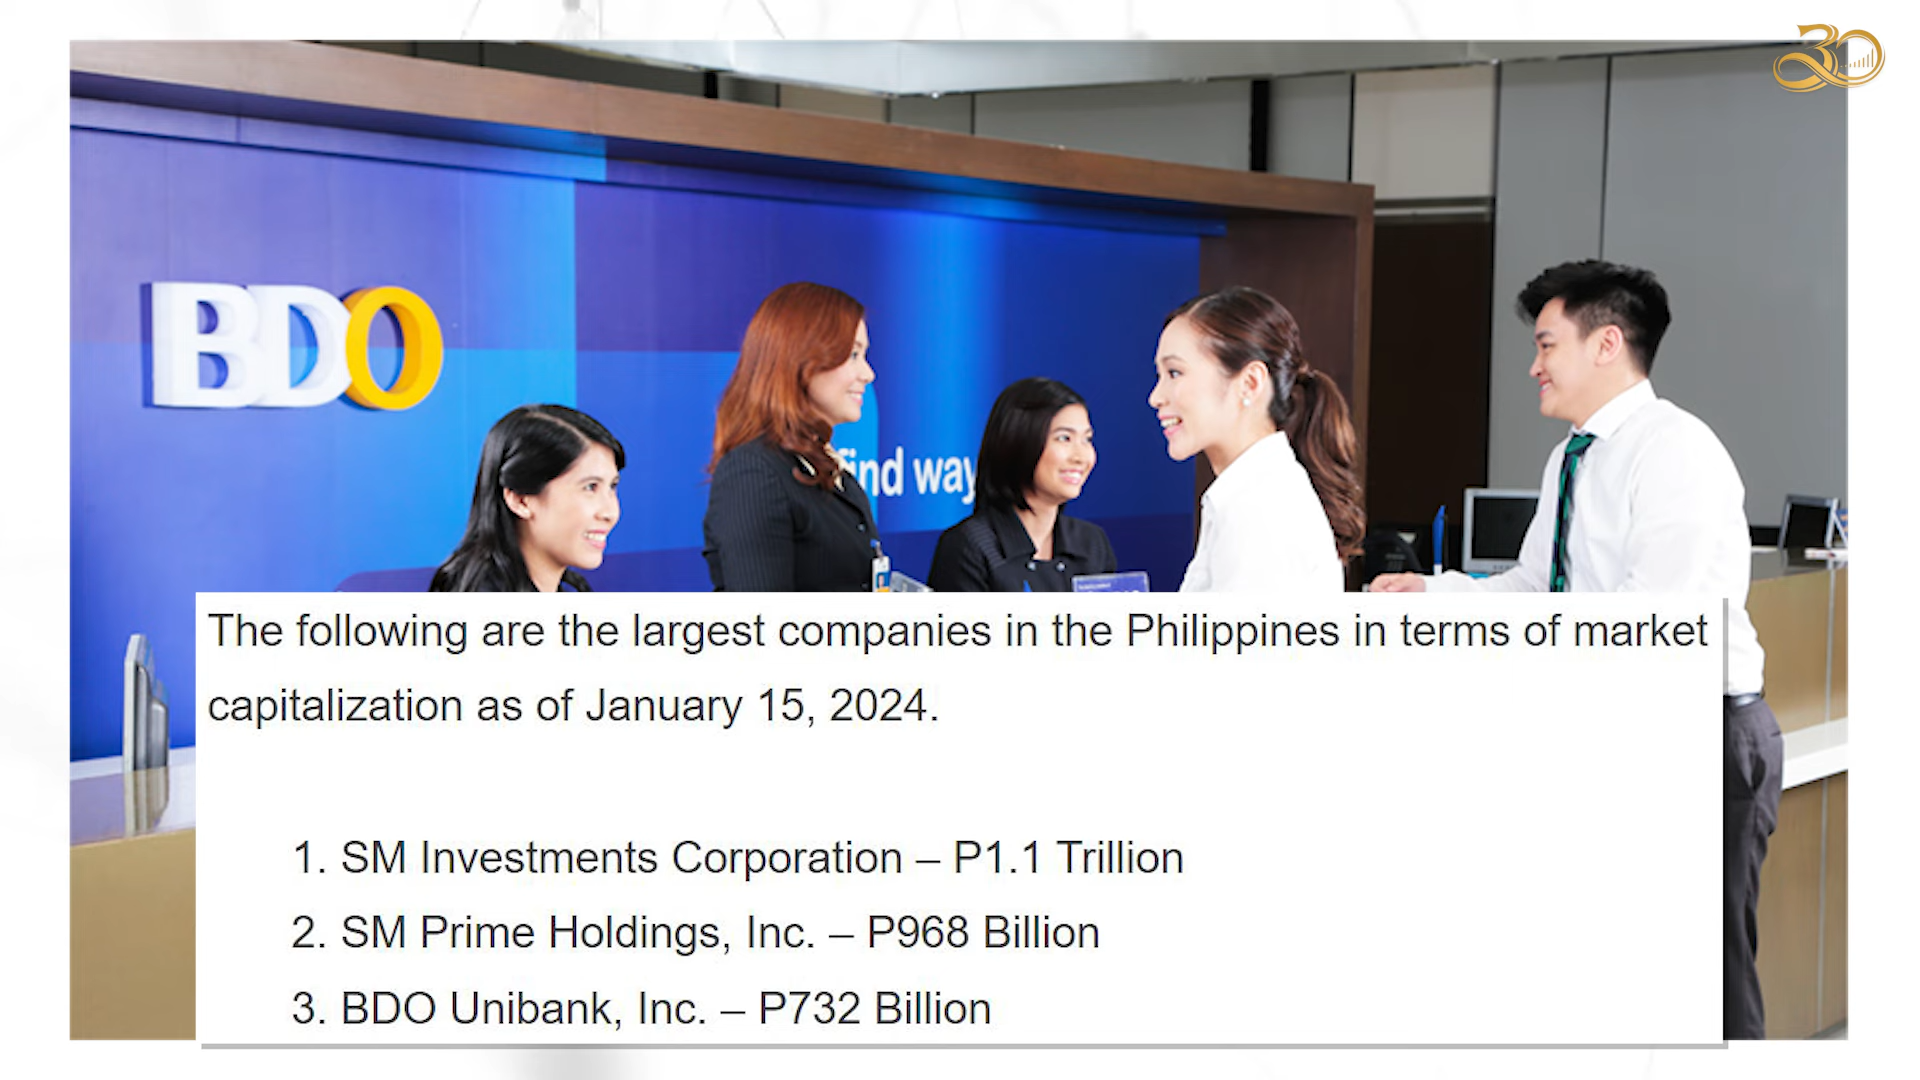 30
BDO
find way
The following are the largest companies in the Philippines in terms of market
capitalization as of January 15, 2024.
1. SM Investments Corporation – P1.1 Trillion
2. SM Prime Holdings, Inc. – P968 Billion
3. BDO Unibank, Inc. – P732 Billion